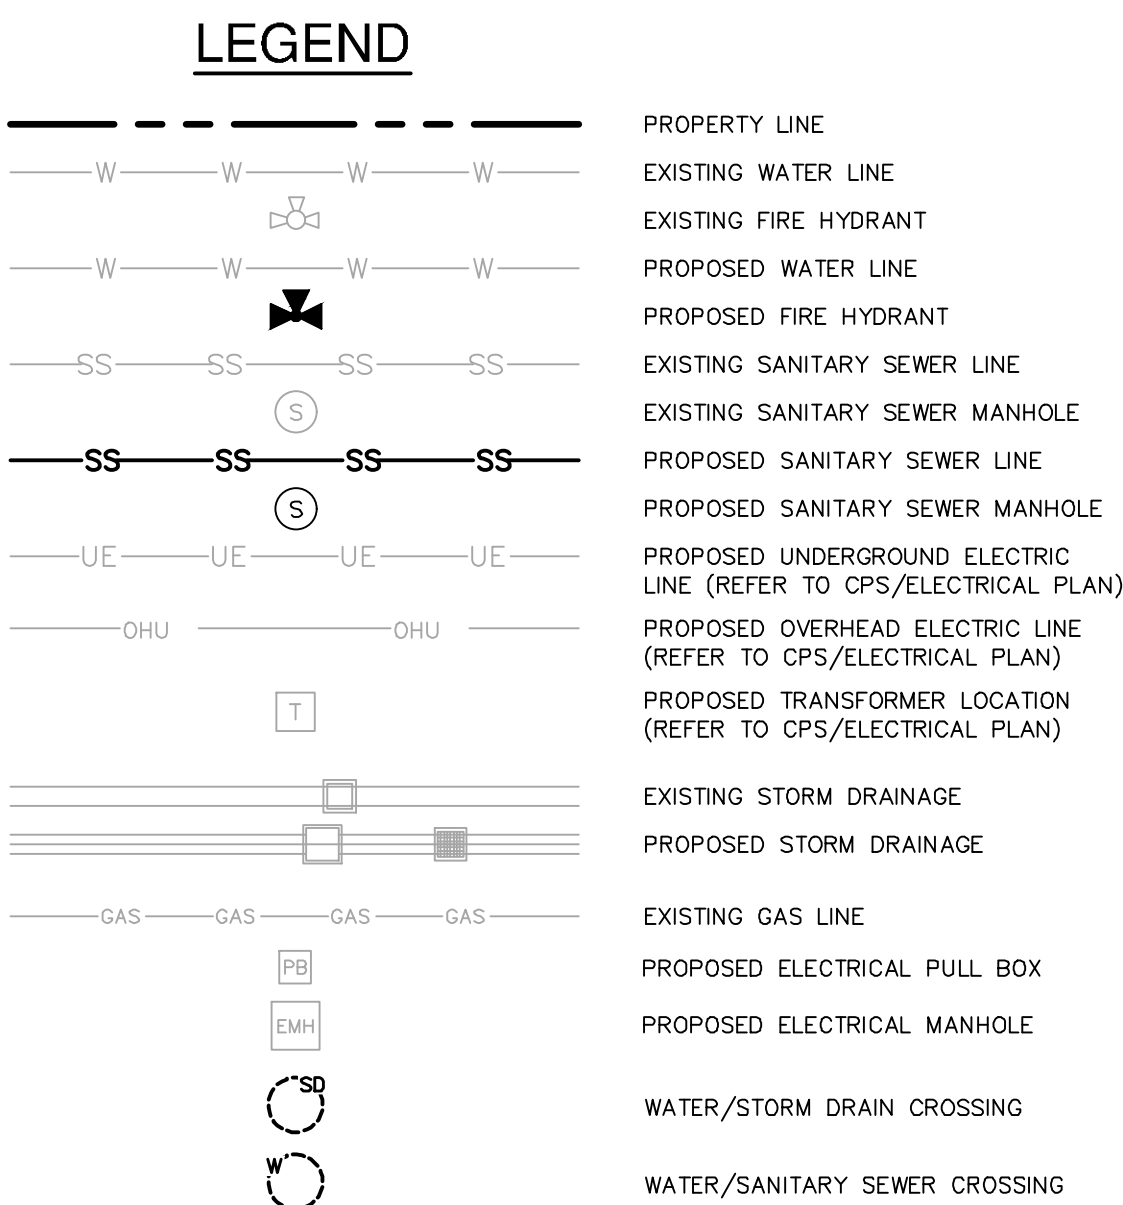 LEGEND
PROPERTY LINE
W W W W EXISTING WATER LINE
EXISTING FIRE HYDRANT
W W W W PROPOSED WATER LINE
PROPOSED FIRE HYDRANT
SS SS SS SS EXISTING SANITARY SEWER LINE
S EXISTING SANITARY SEWER MANHOLE
SS SS SS SS PROPOSED SANITARY SEWER LINE
S PROPOSED SANITARY SEWER MANHOLE
UE UE UE UE PROPOSED UNDERGROUND ELECTRIC
LINE (REFER TO CPS/ELECTRICAL PLAN)
OHU OHU PROPOSED OVERHEAD ELECTRIC LINE
(REFER TO CPS/ELECTRICAL PLAN)
T PROPOSED TRANSFORMER LOCATION
(REFER TO CPS/ELECTRICAL PLAN)
EXISTING STORM DRAINAGE
PROPOSED STORM DRAINAGE
GAS GAS GAS GAS EXISTING GAS LINE
PB PROPOSED ELECTRICAL PULL BOX
EMH PROPOSED ELECTRICAL MANHOLE
SD WATER/STORM DRAIN CROSSING
W WATER/SANITARY SEWER CROSSING